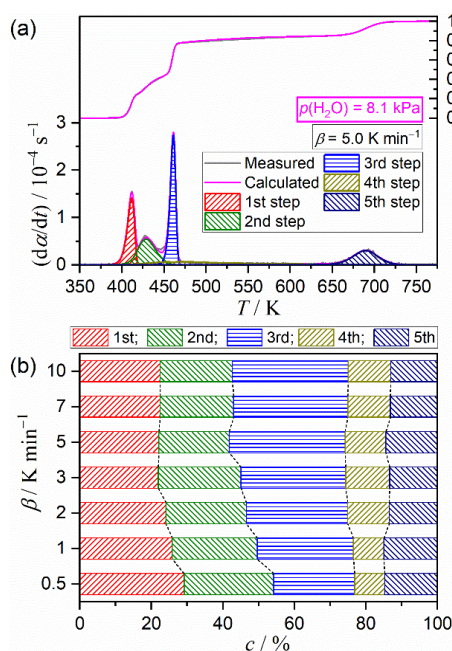 (a)
p(H₂O) = 8.1 kPa
β = 5.0 K min⁻¹
Measured
Calculated
1st step
2nd step
3rd step
4th step
5th step
(dα/dt) / 10⁻⁴ s⁻¹
3
2
1
0
350 400 450 500 550 600 650 700 750
T / K
1st; 2nd; 3rd; 4th; 5th
(b)
β / K min⁻¹
10
7
5
3
2
1
0.5
0 20 40 60 80 100
c / %